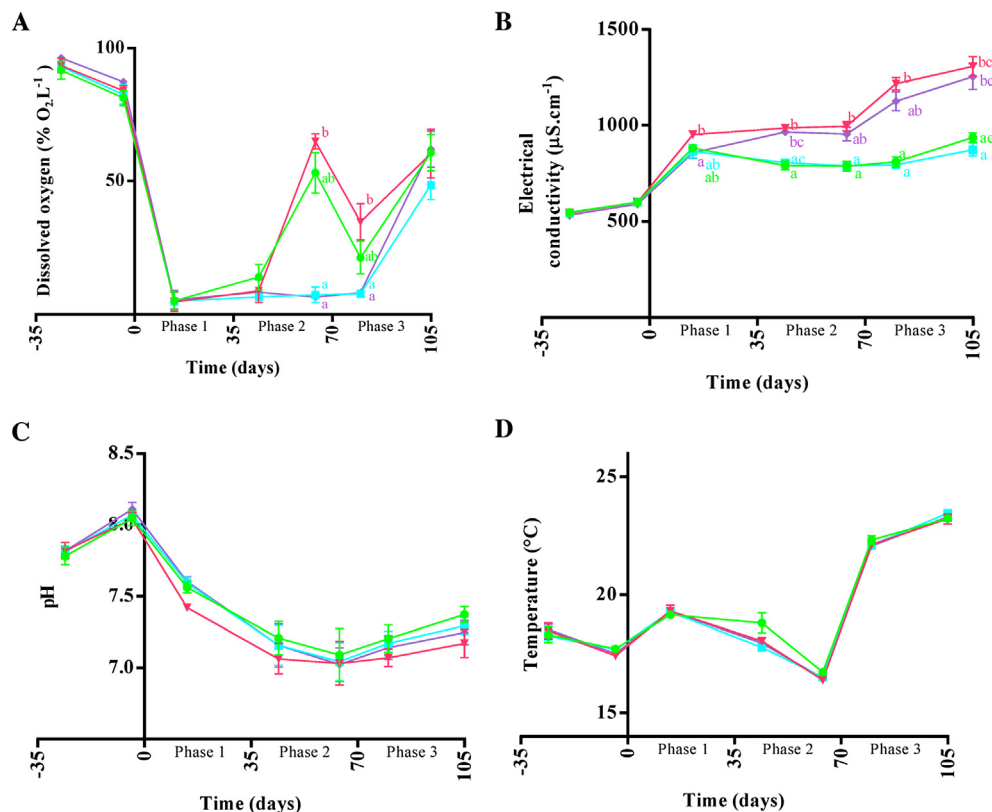 A
B
100
50
Dissolved oxygen (% O₂.L⁻¹)
b
ab
b
ab
a
a
a
a
-35
0
35
70
105
Phase 1
Phase 2
Phase 3
Time (days)
1500
1000
500
0
Electrical
conductivity (µS.cm⁻¹)
b
b
b
b
bc
a
ab
ab
bc
ac
a
ab
a
a
ab
a
a
bc
ac
a
-35
0
35
70
105
Phase 1
Phase 2
Phase 3
Time (days)
C
D
8.5
8.0
7.5
7.0
pH
-35
0
35
70
105
Phase 1
Phase 2
Phase 3
Time (days)
25
22
18
15
Temperature (°C)
-35
0
35
70
105
Phase 1
Phase 2
Phase 3
Time (days)